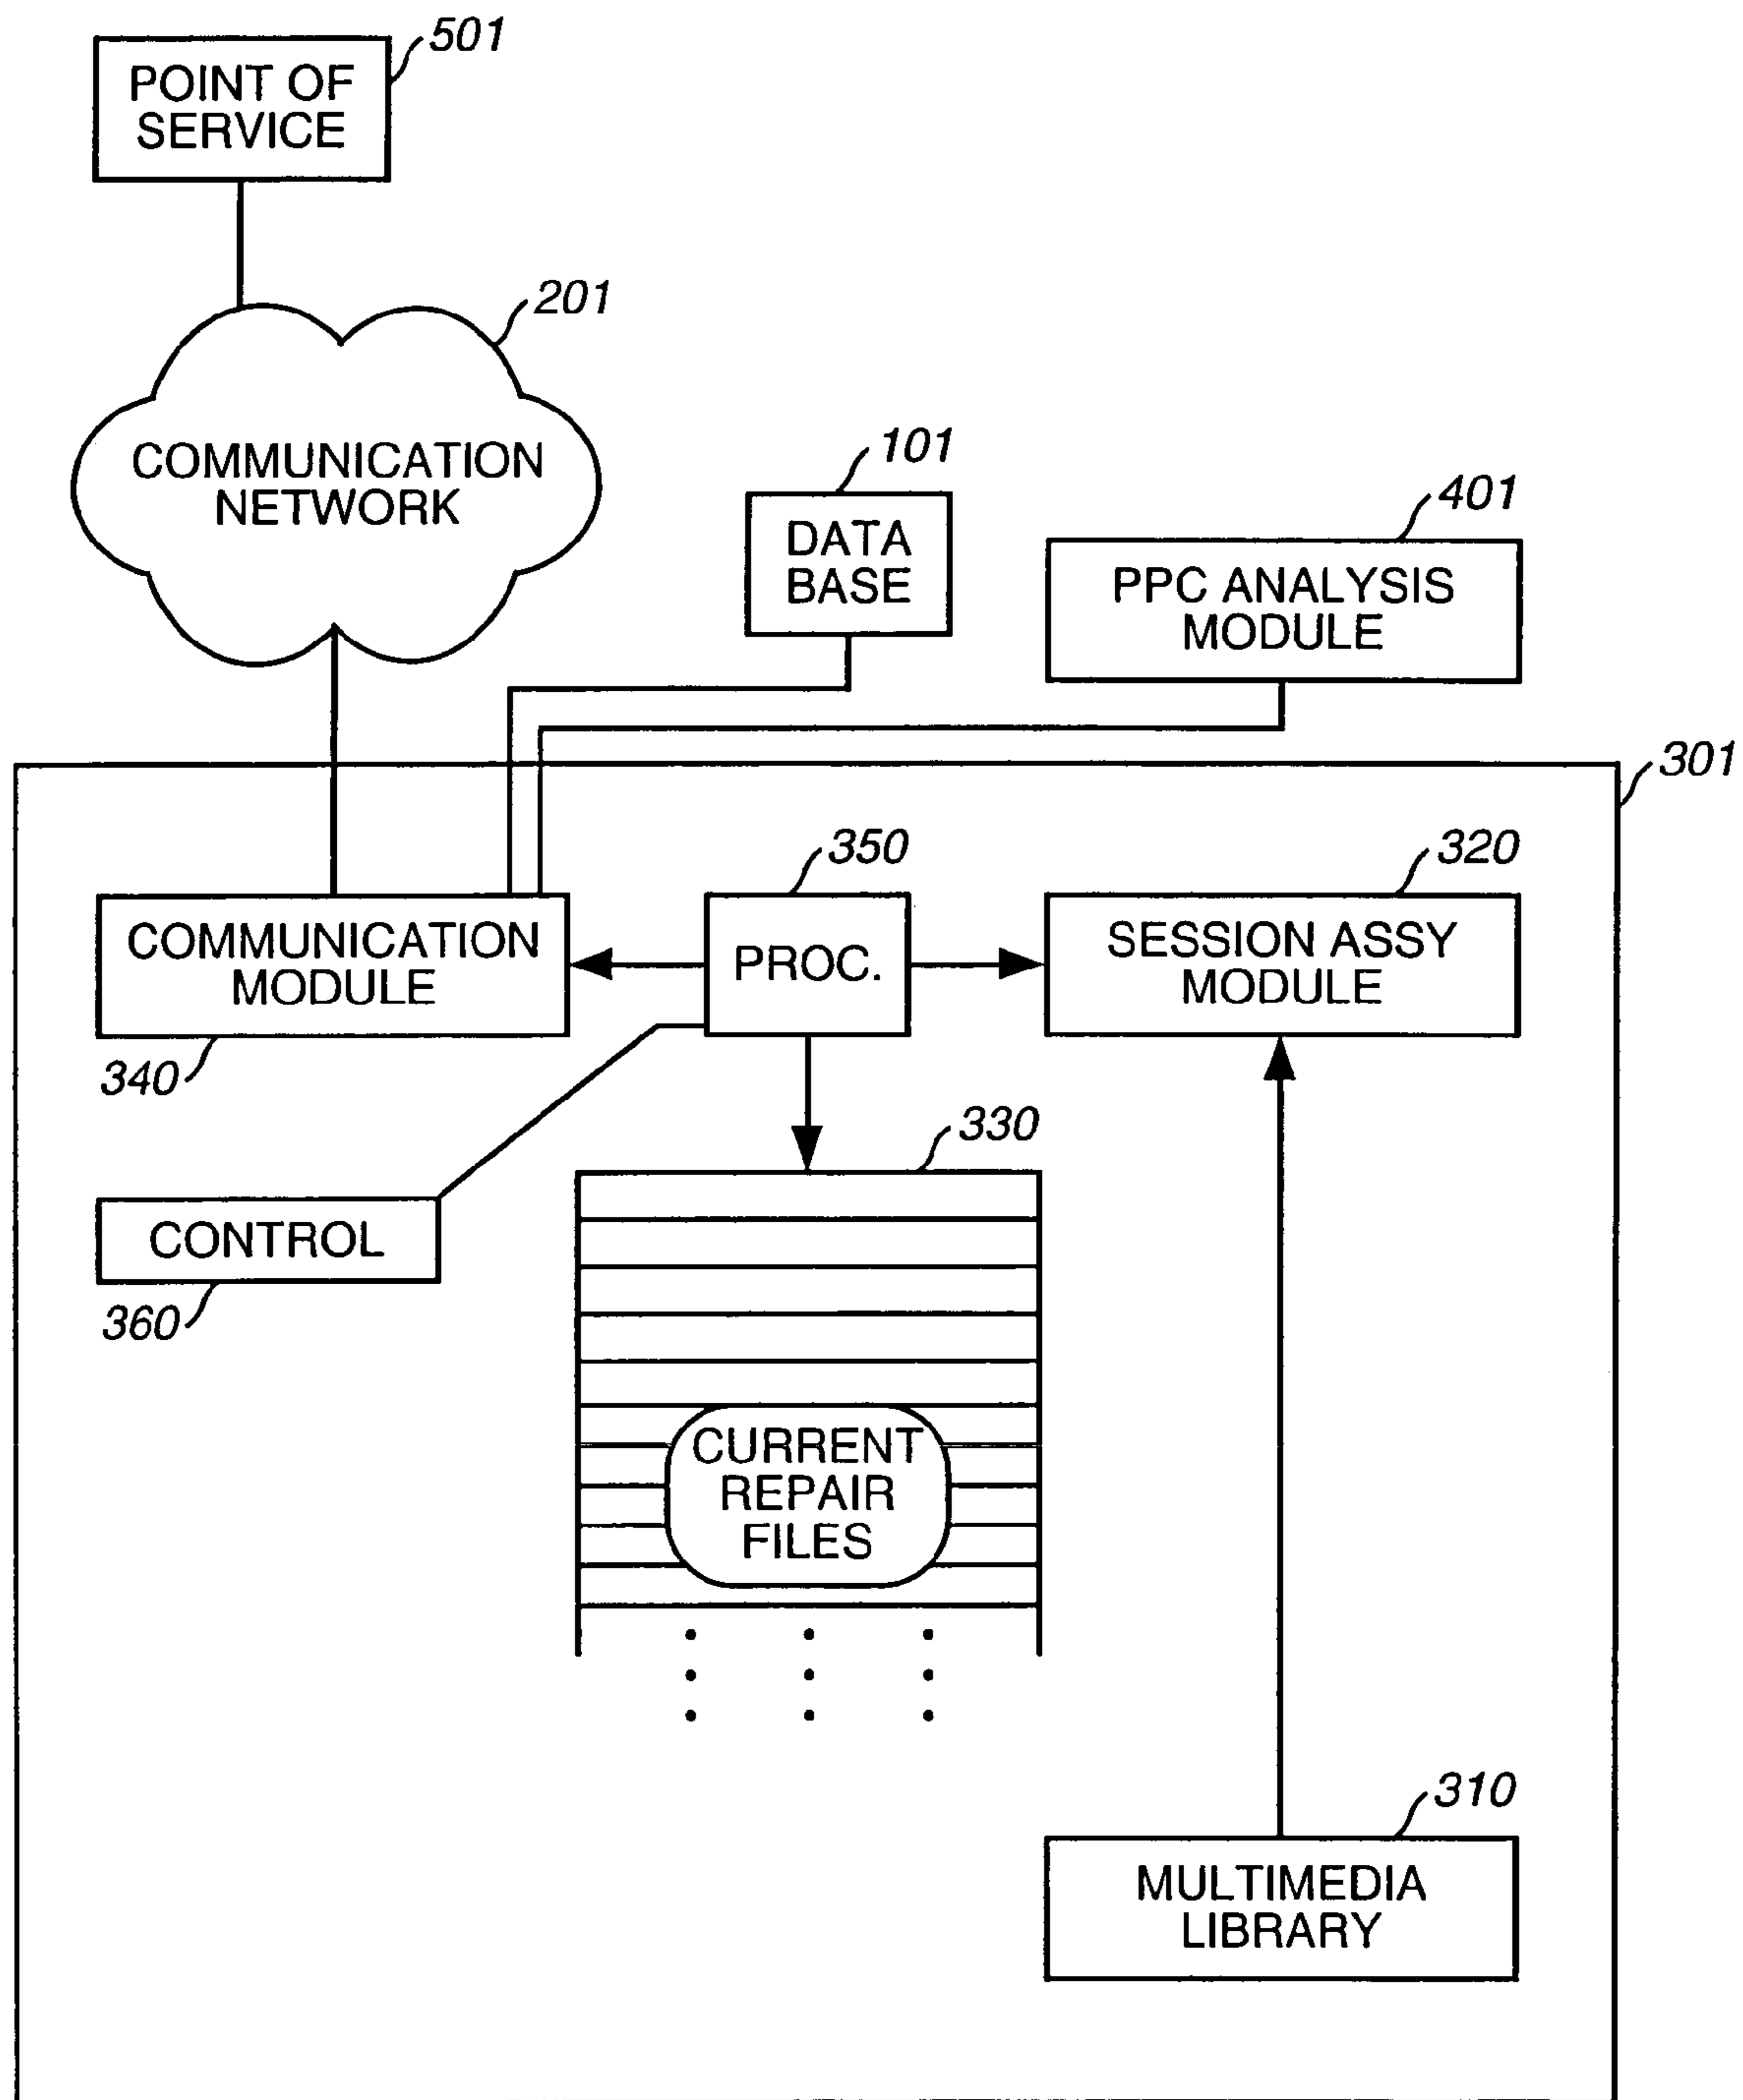 501
POINT OF
SERVICE
201
COMMUNICATION
NETWORK
101
DATA
BASE
401
PPC ANALYSIS
MODULE
301
350
320
COMMUNICATION
MODULE
PROC.
SESSION ASSY
MODULE
340
330
CONTROL
360
CURRENT
REPAIR
FILES
310
MULTIMEDIA
LIBRARY